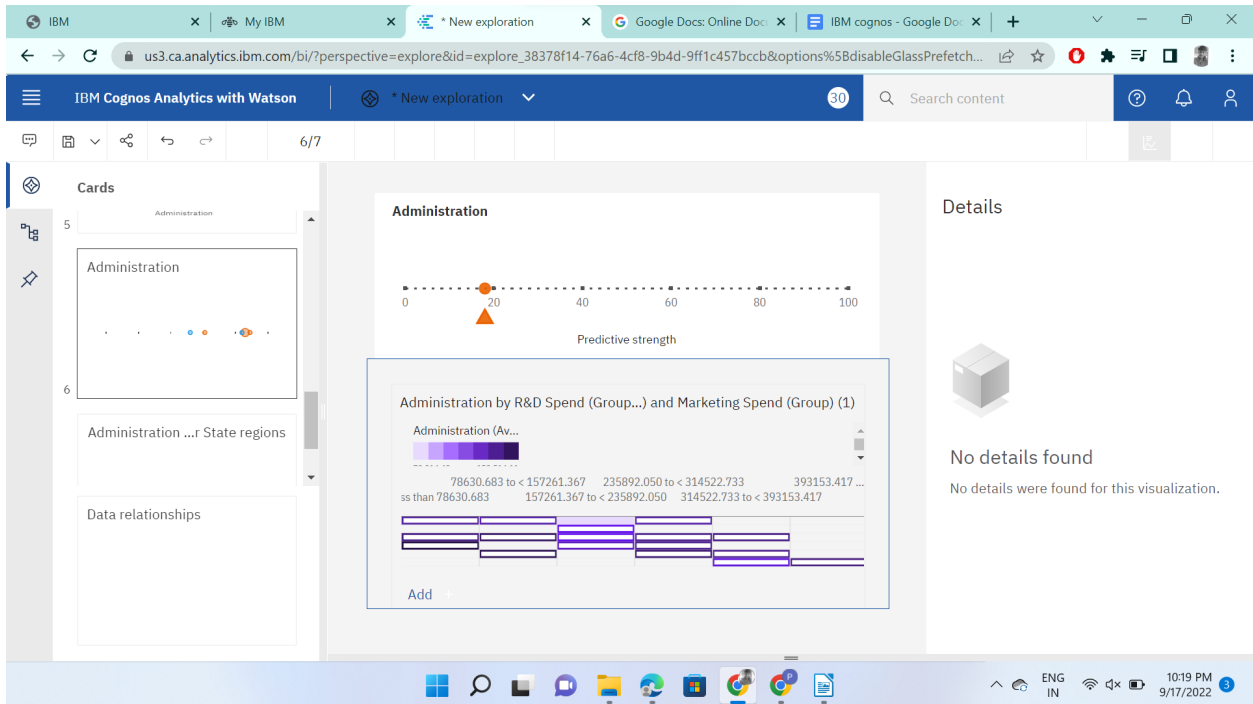 IBM
My IBM
* New exploration
Google Docs: Online Doc
IBM cognos - Google Doc
us3.ca.analytics.ibm.com/bi/?perspective=explore&id=explore_38378f14-76a6-4cf8-9b4d-9ff1c457bccb&options%5BdisableGlassPrefetch...
IBM Cognos Analytics with Watson
* New exploration
30
Search content
6/7
Cards
5
Administration
Administration
6
Administration ...r State regions
Data relationships
Administration
0 20 40 60 80 100
Predictive strength
Administration by R&D Spend (Group...) and Marketing Spend (Group) (1)
Administration (Av...
78630.683 to < 157261.367 235892.050 to < 314522.733 393153.417 ...
ss than 78630.683 157261.367 to < 235892.050 314522.733 to < 393153.417
Add +
Details
No details found
No details were found for this visualization.
P
ENG
IN
10:19 PM
9/17/2022
3